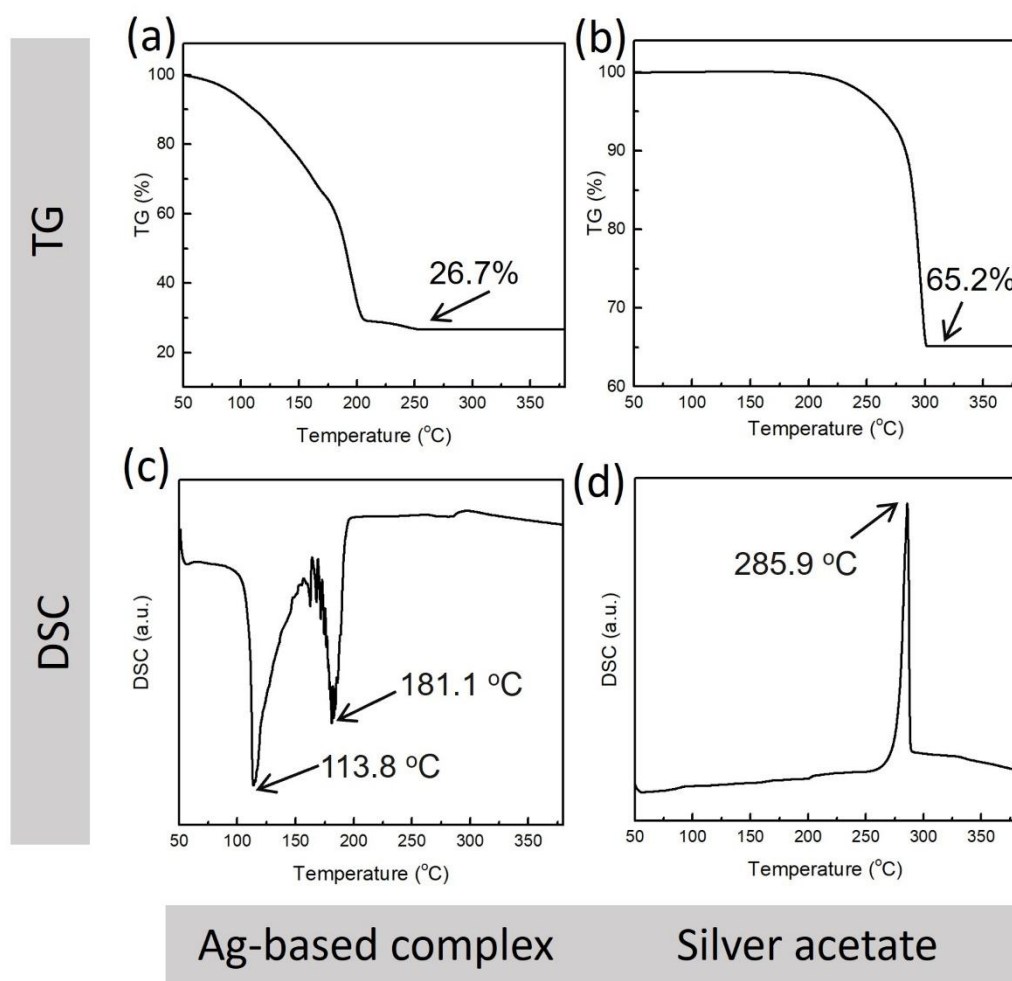 TG
(a)
100
80
60
40
20
TG (%)
26.7%
50 100 150 200 250 300 350
Temperature (°C)
(b)
100
90
80
70
60
TG (%)
65.2%
50 100 150 200 250 300 350
Temperature (°C)
DSC
(c)
DSC (a.u.)
181.1 °C
113.8 °C
50 100 150 200 250 300 350
Temperature (°C)
(d)
DSC (a.u.)
285.9 °C
50 100 150 200 250 300 350
Temperature (°C)
Ag-based complex
Silver acetate